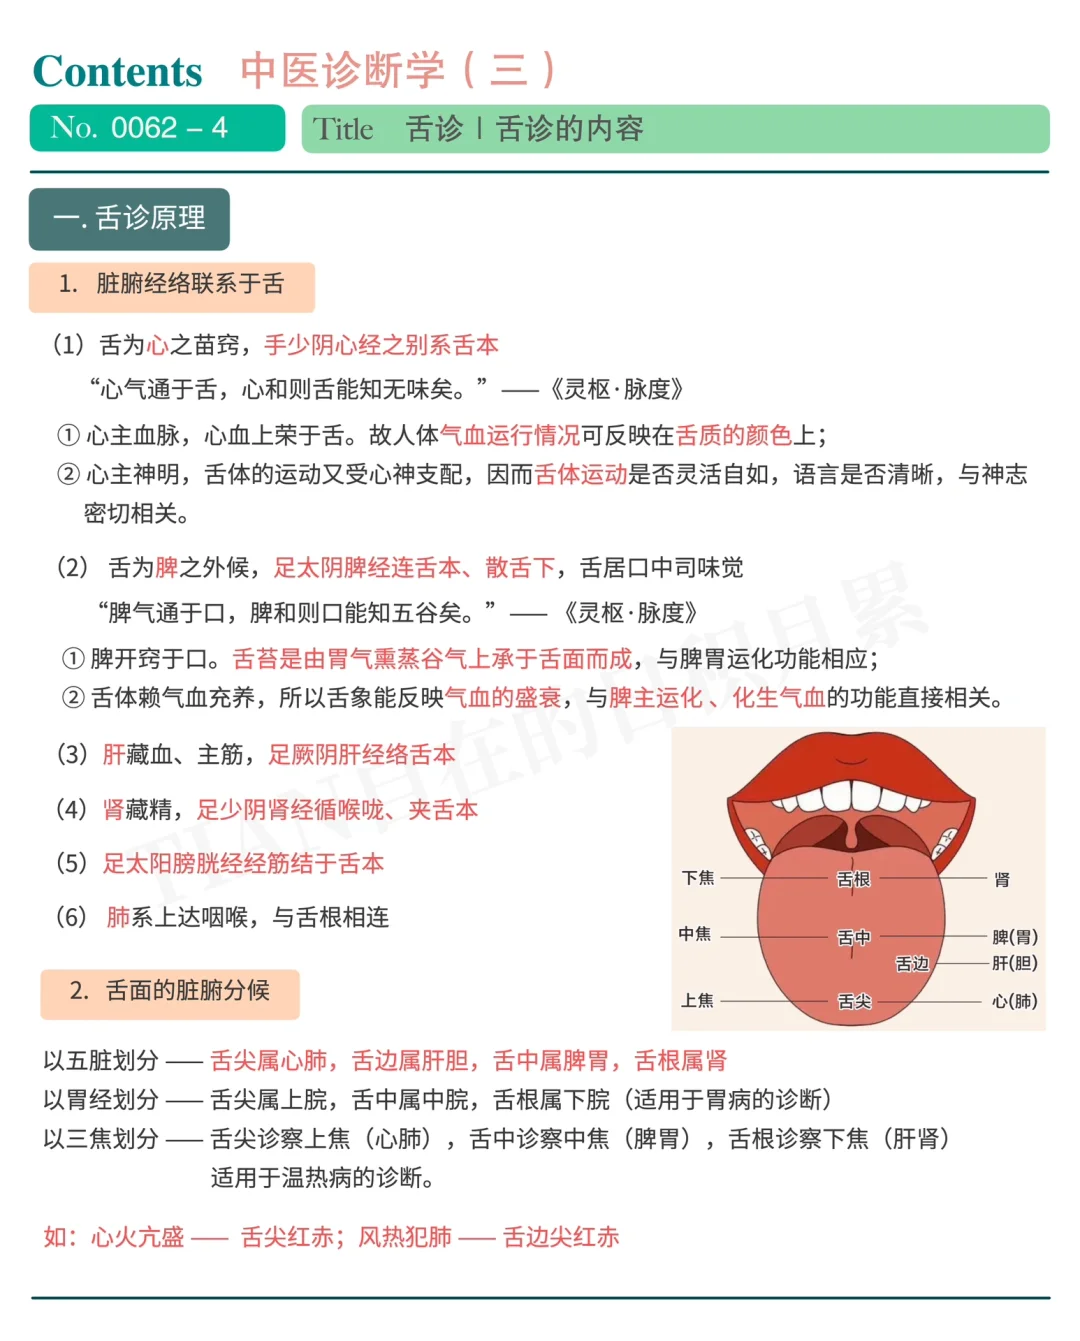 Contents 中医诊断学（三）
No. 0062 – 4
Title 舌诊 | 舌诊的内容
一. 舌诊原理
1. 脏腑经络联系于舌
（1）舌为心之苗窍，手少阴心经之别系舌本
“心气通于舌，心和则舌能知无味矣。”——《灵枢·脉度》
① 心主血脉，心血上荣于舌。故人体气血运行情况可反映在舌质的颜色上；
② 心主神明，舌体的运动又受心神支配，因而舌体运动是否灵活自如，语言是否清晰，与神志
密切相关。
（2） 舌为脾之外候，足太阴脾经连舌本、散舌下，舌居口中司味觉
“脾气通于口，脾和则口能知五谷矣。”—— 《灵枢·脉度》
① 脾开窍于口。舌苔是由胃气熏蒸谷气上承于舌面而成，与脾胃运化功能相应；
② 舌体赖气血充养，所以舌象能反映气血的盛衰，与脾主运化 、化生气血的功能直接相关。
（3）肝藏血、主筋，足厥阴肝经络舌本
（4）肾藏精，足少阴肾经循喉咙、夹舌本
（5）足太阳膀胱经经筋结于舌本
（6） 肺系上达咽喉，与舌根相连
下焦 舌根 肾
中焦 舌中 脾(胃)
舌边 肝(胆)
上焦 舌尖 心(肺)
2. 舌面的脏腑分候
以五脏划分 —— 舌尖属心肺，舌边属肝胆，舌中属脾胃，舌根属肾
以胃经划分 —— 舌尖属上脘，舌中属中脘，舌根属下脘（适用于胃病的诊断）
以三焦划分 —— 舌尖诊察上焦（心肺），舌中诊察中焦（脾胃），舌根诊察下焦（肝肾）
适用于温热病的诊断。
如：心火亢盛 —— 舌尖红赤；风热犯肺 —— 舌边尖红赤
TIAN自在的日积月累